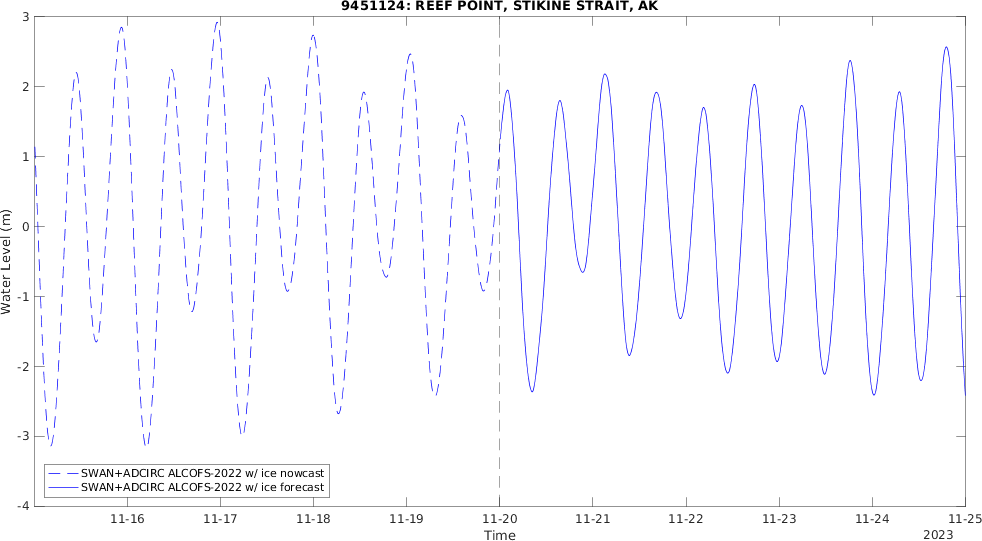 9451124: REEF POINT, STIKINE STRAIT, AK
3
2
1
0
-1
-2
-3
-4
Water Level (m)
SWAN+ADCIRC ALCOFS-2022 w/ ice nowcast
SWAN+ADCIRC ALCOFS-2022 w/ ice forecast
11-16 11-17 11-18 11-19 11-20 11-21 11-22 11-23 11-24 11-25
Time
2023